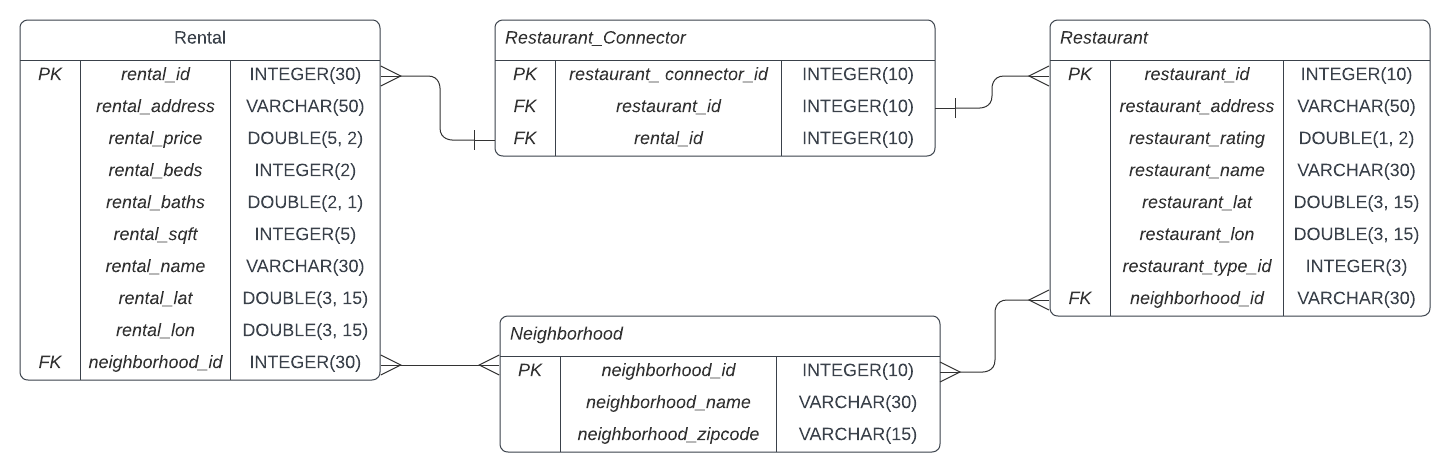 Rental
PK rental_id INTEGER(30)
rental_address VARCHAR(50)
rental_price DOUBLE(5, 2)
rental_beds INTEGER(2)
rental_baths DOUBLE(2, 1)
rental_sqft INTEGER(5)
rental_name VARCHAR(30)
rental_lat DOUBLE(3, 15)
rental_lon DOUBLE(3, 15)
FK neighborhood_id INTEGER(30)
Restaurant_Connector
PK restaurant_ connector_id INTEGER(10)
FK restaurant_id INTEGER(10)
FK rental_id INTEGER(10)
Neighborhood
PK neighborhood_id INTEGER(10)
neighborhood_name VARCHAR(30)
neighborhood_zipcode VARCHAR(15)
Restaurant
PK restaurant_id INTEGER(10)
restaurant_address VARCHAR(50)
restaurant_rating DOUBLE(1, 2)
restaurant_name VARCHAR(30)
restaurant_lat DOUBLE(3, 15)
restaurant_lon DOUBLE(3, 15)
restaurant_type_id INTEGER(3)
FK neighborhood_id VARCHAR(30)